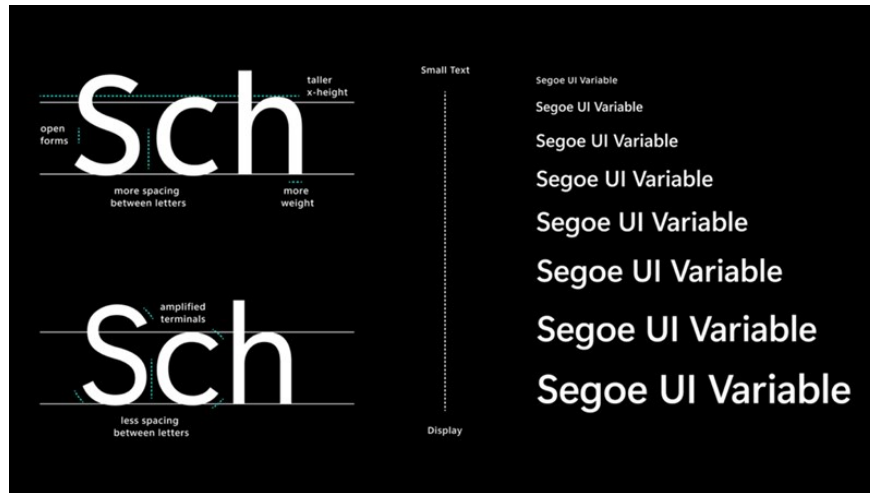 Sch
taller
x-height
open
forms
more spacing
between letters
more
weight
Sch
amplified
terminals
less spacing
between letters
Small Text
Display
Segoe UI Variable
Segoe UI Variable
Segoe UI Variable
Segoe UI Variable
Segoe UI Variable
Segoe UI Variable
Segoe UI Variable
Segoe UI Variable